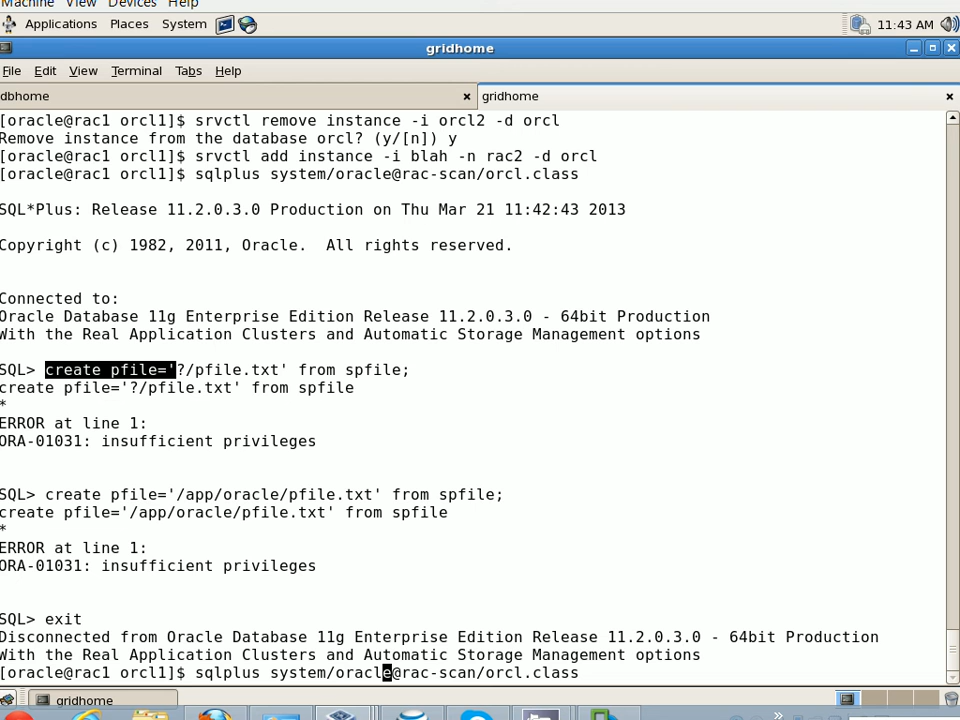 Machine View Devices Help
Applications Places System 11:43 AM
gridhome
File Edit View Terminal Tabs Help
dbhome gridhome
[oracle@rac1 orcl1]$ srvctl remove instance -i orcl2 -d orcl
Remove instance from the database orcl? (y/[n]) y
[oracle@rac1 orcl1]$ srvctl add instance -i blah -n rac2 -d orcl
[oracle@rac1 orcl1]$ sqlplus system/oracle@rac-scan/orcl.class
SQL*Plus: Release 11.2.0.3.0 Production on Thu Mar 21 11:42:43 2013
Copyright (c) 1982, 2011, Oracle.  All rights reserved.
Connected to:
Oracle Database 11g Enterprise Edition Release 11.2.0.3.0 - 64bit Production
With the Real Application Clusters and Automatic Storage Management options
SQL> create pfile='?/pfile.txt' from spfile;
create pfile='?/pfile.txt' from spfile
*
ERROR at line 1:
ORA-01031: insufficient privileges
SQL> create pfile='/app/oracle/pfile.txt' from spfile;
create pfile='/app/oracle/pfile.txt' from spfile
*
ERROR at line 1:
ORA-01031: insufficient privileges
SQL> exit
Disconnected from Oracle Database 11g Enterprise Edition Release 11.2.0.3.0 - 64bit Production
With the Real Application Clusters and Automatic Storage Management options
[oracle@rac1 orcl1]$ sqlplus system/oracle@rac-scan/orcl.class
gridhome